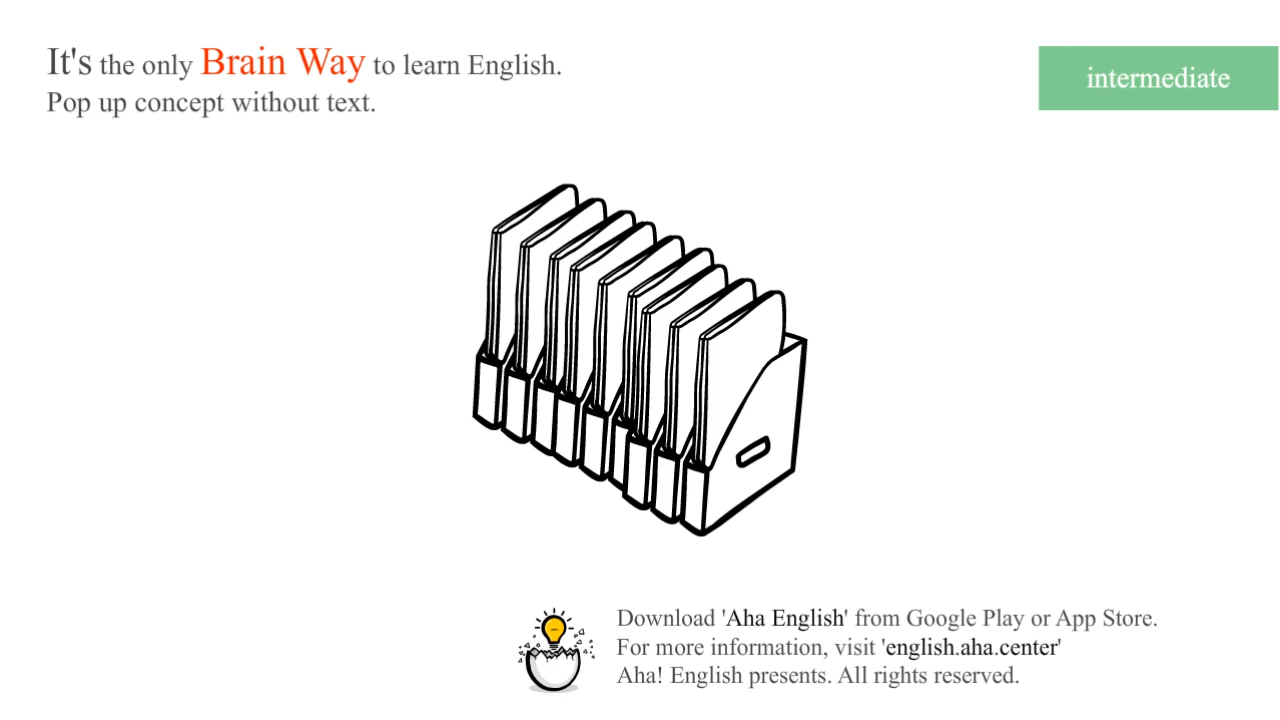 It's the only Brain Way to learn English.
Pop up concept without text.
intermediate
Download 'Aha English' from Google Play or App Store.
For more information, visit 'english.aha.center'
Aha! English presents. All rights reserved.